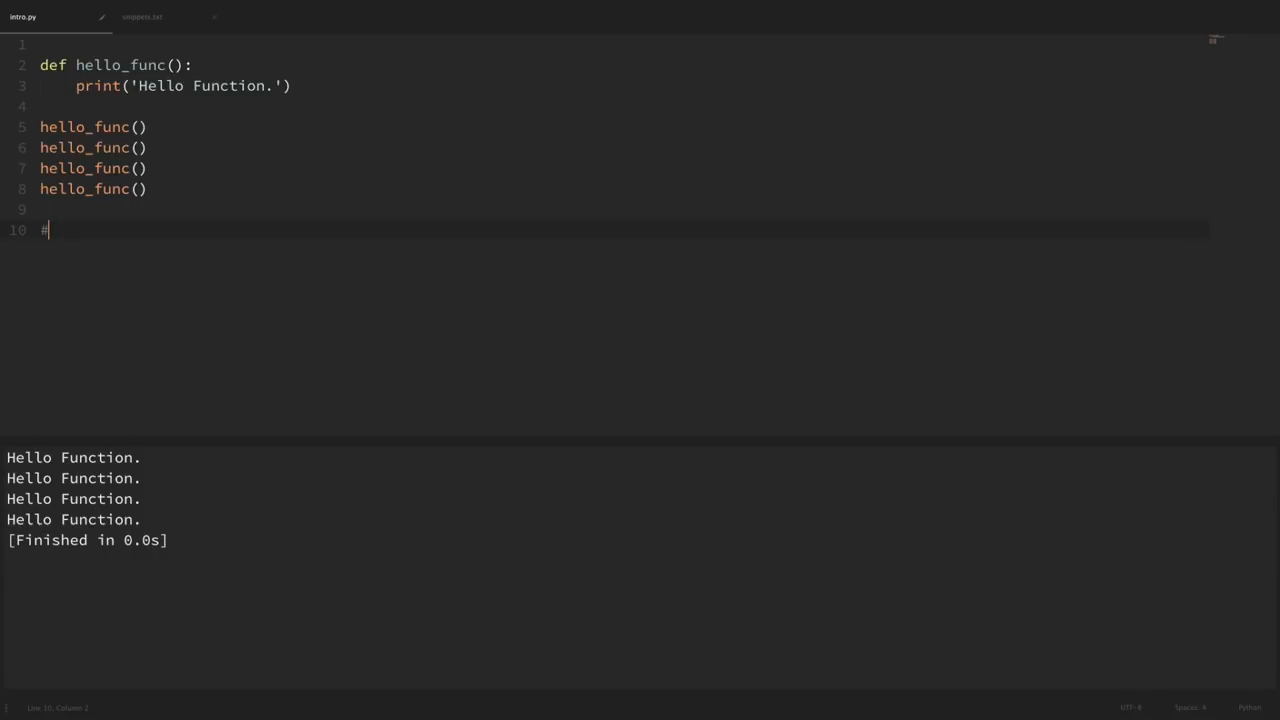 intro.py snippets.txt
1
2 def hello_func():
3     print('Hello Function.')
4
5 hello_func()
6 hello_func()
7 hello_func()
8 hello_func()
9
10 #
Hello Function.
Hello Function.
Hello Function.
Hello Function.
[Finished in 0.0s]
Line 10, Column 2 UTF-8 Spaces: 4 Python